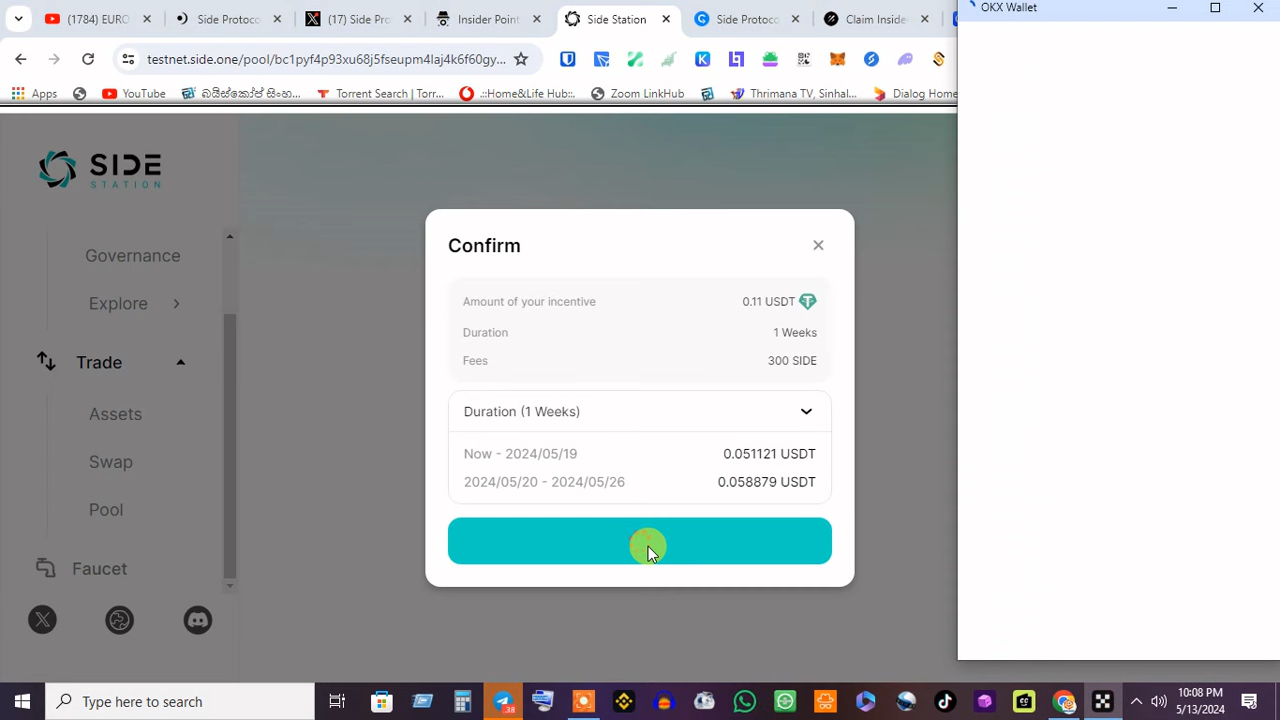 (1784) EURO
Side Protoco
(17) Side Pro
Insider Point
Side Station
Side Protoco
Claim Inside
OKX Wallet
testnet.side.one/pool/bc1pyf4p93xu68j5fseupm4laj4k6f60gy...
Apps
YouTube
බයිස්කෝප් සිංහ...
Torrent Search | Torr...
.::Home&Life Hub:.
Zoom LinkHub
Thrimana TV, Sinhal...
Dialog Home
SIDE
STATION
Governance
Explore
Trade
Assets
Swap
Pool
Faucet
Confirm
Amount of your incentive
0.11 USDT
Duration
1 Weeks
Fees
300 SIDE
Duration (1 Weeks)
Now - 2024/05/19
0.051121 USDT
2024/05/20 - 2024/05/26
0.058879 USDT
Type here to search
38
10:08 PM
5/13/2024